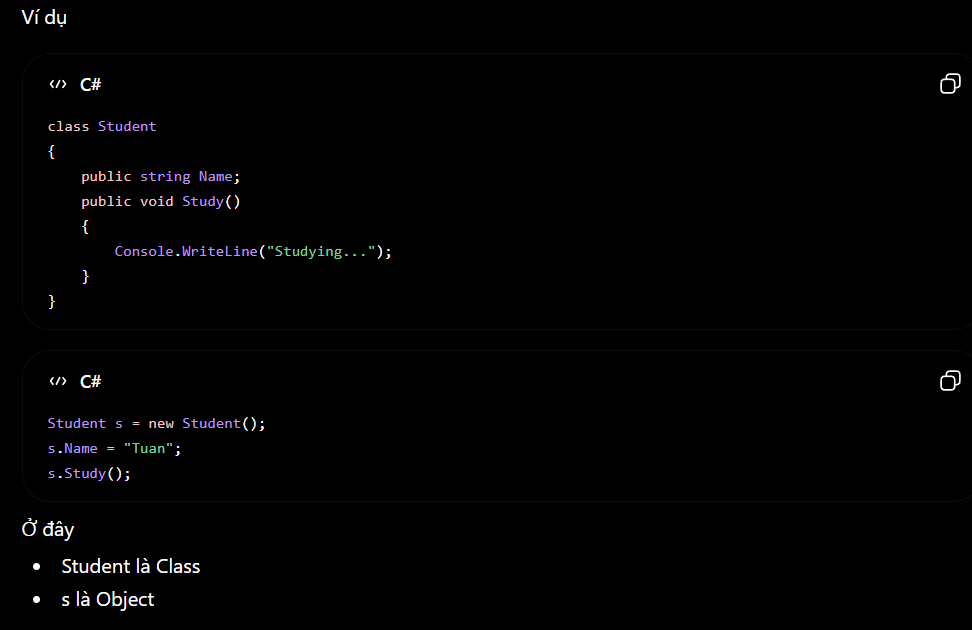 Ví dụ
C#
class Student
{
    public string Name;
    public void Study()
    {
        Console.WriteLine("Studying...");
    }
}
C#
Student s = new Student();
s.Name = "Tuan";
s.Study();
Ở đây
• Student là Class
• s là Object